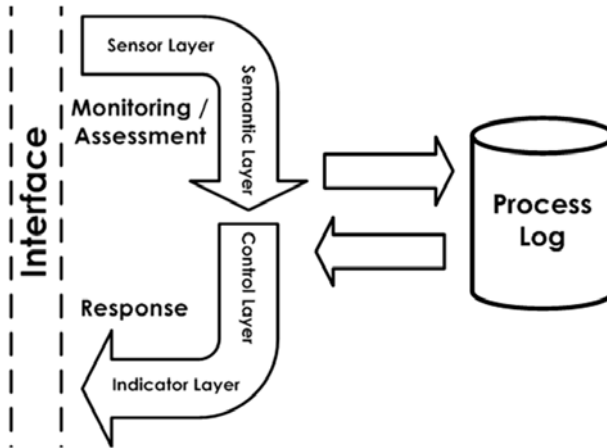 Interface
Sensor Layer
Semantic Layer
Monitoring /
Assessment
Process
Log
Control Layer
Response
Indicator Layer